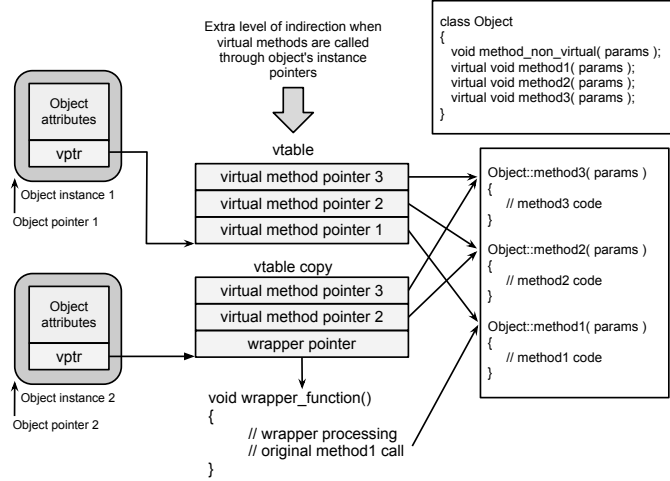 Extra level of indirection when
virtual methods are called
through object's instance
pointers
class Object
{
void method_non_virtual( params );
virtual void method1( params );
virtual void method2( params );
virtual void method3( params );
}
Object
attributes
vptr
Object instance 1
Object pointer 1
vtable
virtual method pointer 3
virtual method pointer 2
virtual method pointer 1
vtable copy
virtual method pointer 3
virtual method pointer 2
wrapper pointer
Object
attributes
vptr
Object instance 2
Object pointer 2
void wrapper_function()
{
// wrapper processing
// original method1 call
}
Object::method3( params )
{
// method3 code
}
Object::method2( params )
{
// method2 code
}
Object::method1( params )
{
// method1 code
}